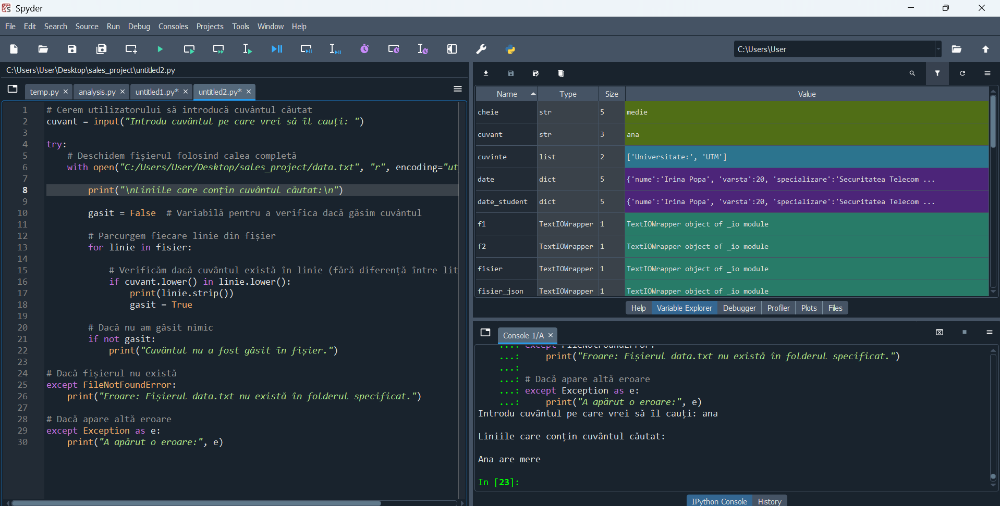 Spyder
File Edit Search Source Run Debug Consoles Projects Tools Window Help
C:\Users\User
C:\Users\User\Desktop\sales_project\untitled2.py
temp.py analysis.py untitled1.py* untitled2.py*
1 # Cerem utilizatorului să introducă cuvântul căutat
2 cuvant = input("Introdu cuvântul pe care vrei să îl cauți: ")
3
4 try:
5 # Deschidem fișierul folosind calea completă
6 with open("C:/Users/User/Desktop/sales_project/data.txt", "r", encoding="ut
7
8 print("\nLiniile care conțin cuvântul căutat:\n")
9
10 gasit = False # Variabilă pentru a verifica dacă găsim cuvântul
11
12 # Parcurgem fiecare linie din fișier
13 for linie in fisier:
14
15 # Verificăm dacă cuvântul există în linie (fără diferență între lit
16 if cuvant.lower() in linie.lower():
17 print(linie.strip())
18 gasit = True
19
20 # Dacă nu am găsit nimic
21 if not gasit:
22 print("Cuvântul nu a fost găsit în fișier.")
23
24 # Dacă fișierul nu există
25 except FileNotFoundError:
26 print("Eroare: Fișierul data.txt nu există în folderul specificat.")
27
28 # Dacă apare altă eroare
29 except Exception as e:
30 print("A apărut o eroare:", e)
Name Type Size Value
cheie str 5 medie
cuvant str 3 ana
cuvinte list 2 ['Universitate:', 'UTM']
date dict 5 {'nume':'Irina Popa', 'varsta':20, 'specializare':'Securitatea Telecom ...
date_student dict 5 {'nume':'Irina Popa', 'varsta':20, 'specializare':'Securitatea Telecom ...
f1 TextIOWrapper 1 TextIOWrapper object of _io module
f2 TextIOWrapper 1 TextIOWrapper object of _io module
fisier TextIOWrapper 1 TextIOWrapper object of _io module
fisier_json TextIOWrapper 1 TextIOWrapper object of _io module
Help Variable Explorer Debugger Profiler Plots Files
Console 1/A
...: except FileNotFoundError:
...: print("Eroare: Fișierul data.txt nu există în folderul specificat.")
...:
...: # Dacă apare altă eroare
...: except Exception as e:
...: print("A apărut o eroare:", e)
Introdu cuvântul pe care vrei să îl cauți: ana
Liniile care conțin cuvântul căutat:
Ana are mere
In [23]:
IPython Console History